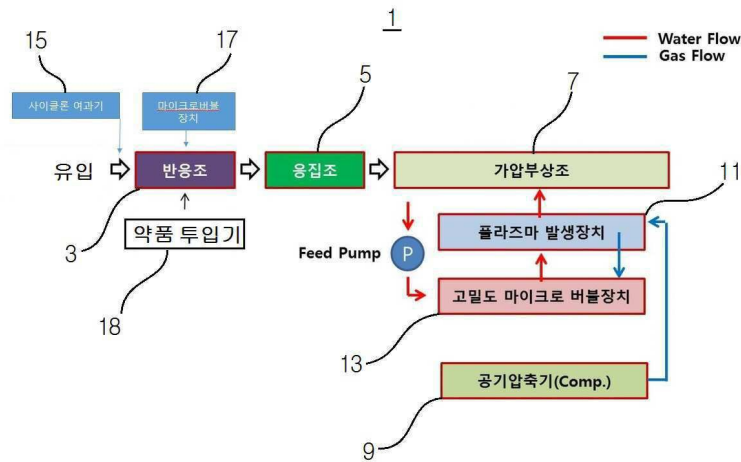 1
15
17
Water Flow
Gas Flow
5
7
사이클론 여과기
마이크로버블
장치
유입
반응조
응집조
가압부상조
11
3
약품 투입기
Feed Pump
P
플라즈마 발생장치
18
고밀도 마이크로 버블장치
13
공기압축기(Comp.)
9